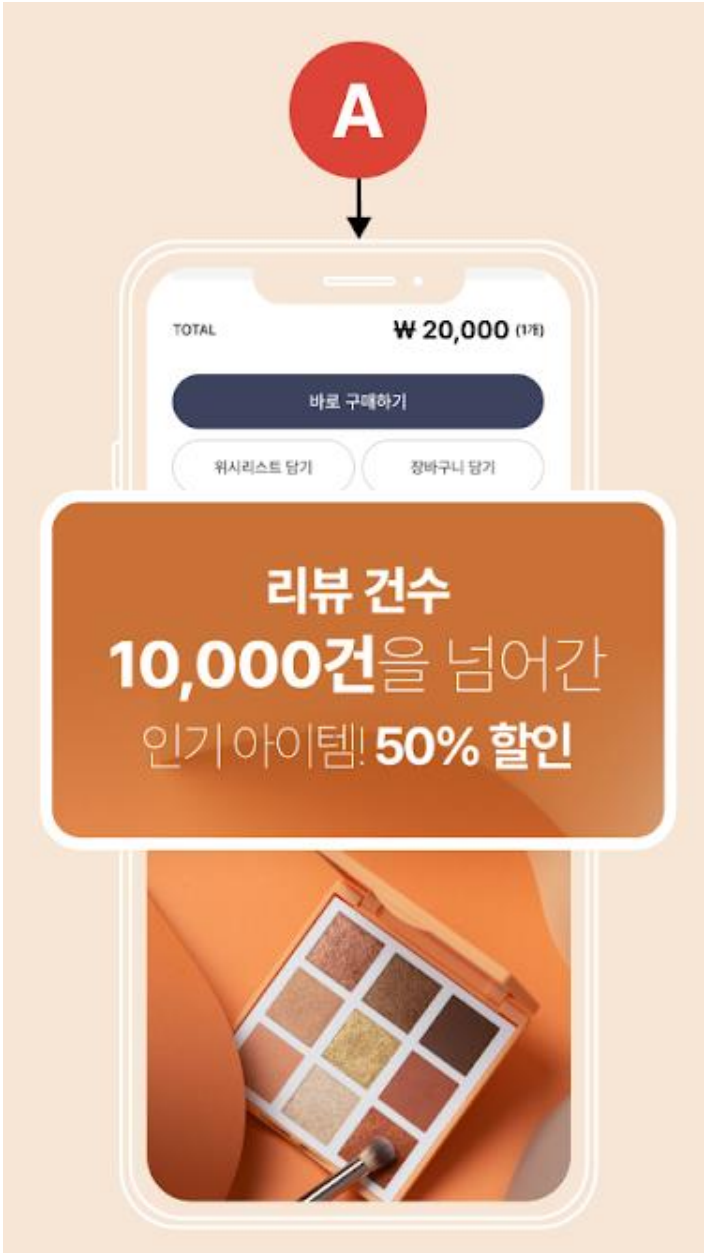 A
TOTAL ₩ 20,000 (1개)
바로 구매하기
위시리스트 담기 장바구니 담기
리뷰 건수
10,000건을 넘어간
인기 아이템! 50% 할인